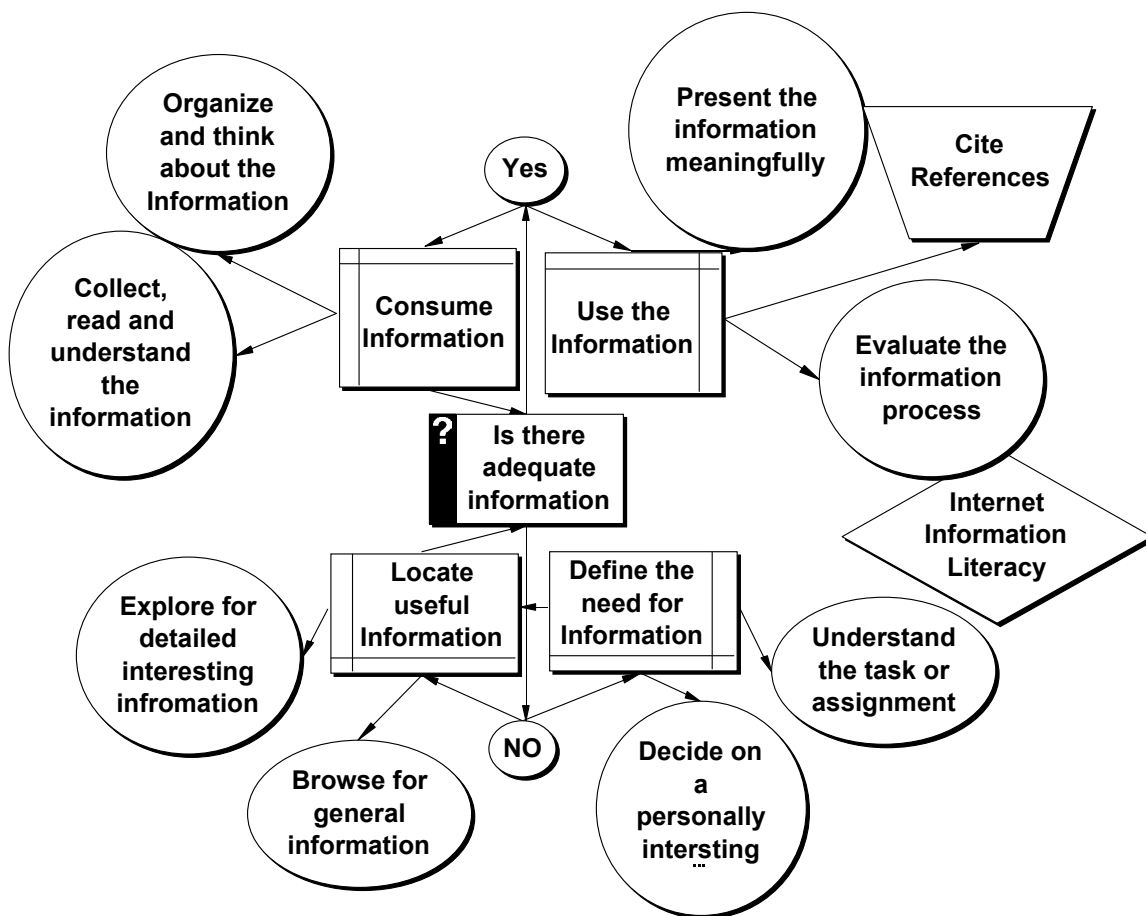 Organize
and think
about the
Information
Yes
Present the
information
meaningfully
Cite
References
Collect,
read and
understand
the
information
Consume
Information
Use the
Information
Evaluate the
information
process
?
Is there
adequate
information
Internet
Information
Literacy
Explore for
detailed
interesting
infromation
Locate
useful
Information
Define the
need for
Information
Understand
the task or
assignment
Browse for
general
information
NO
Decide on
a
personally
intersting
...